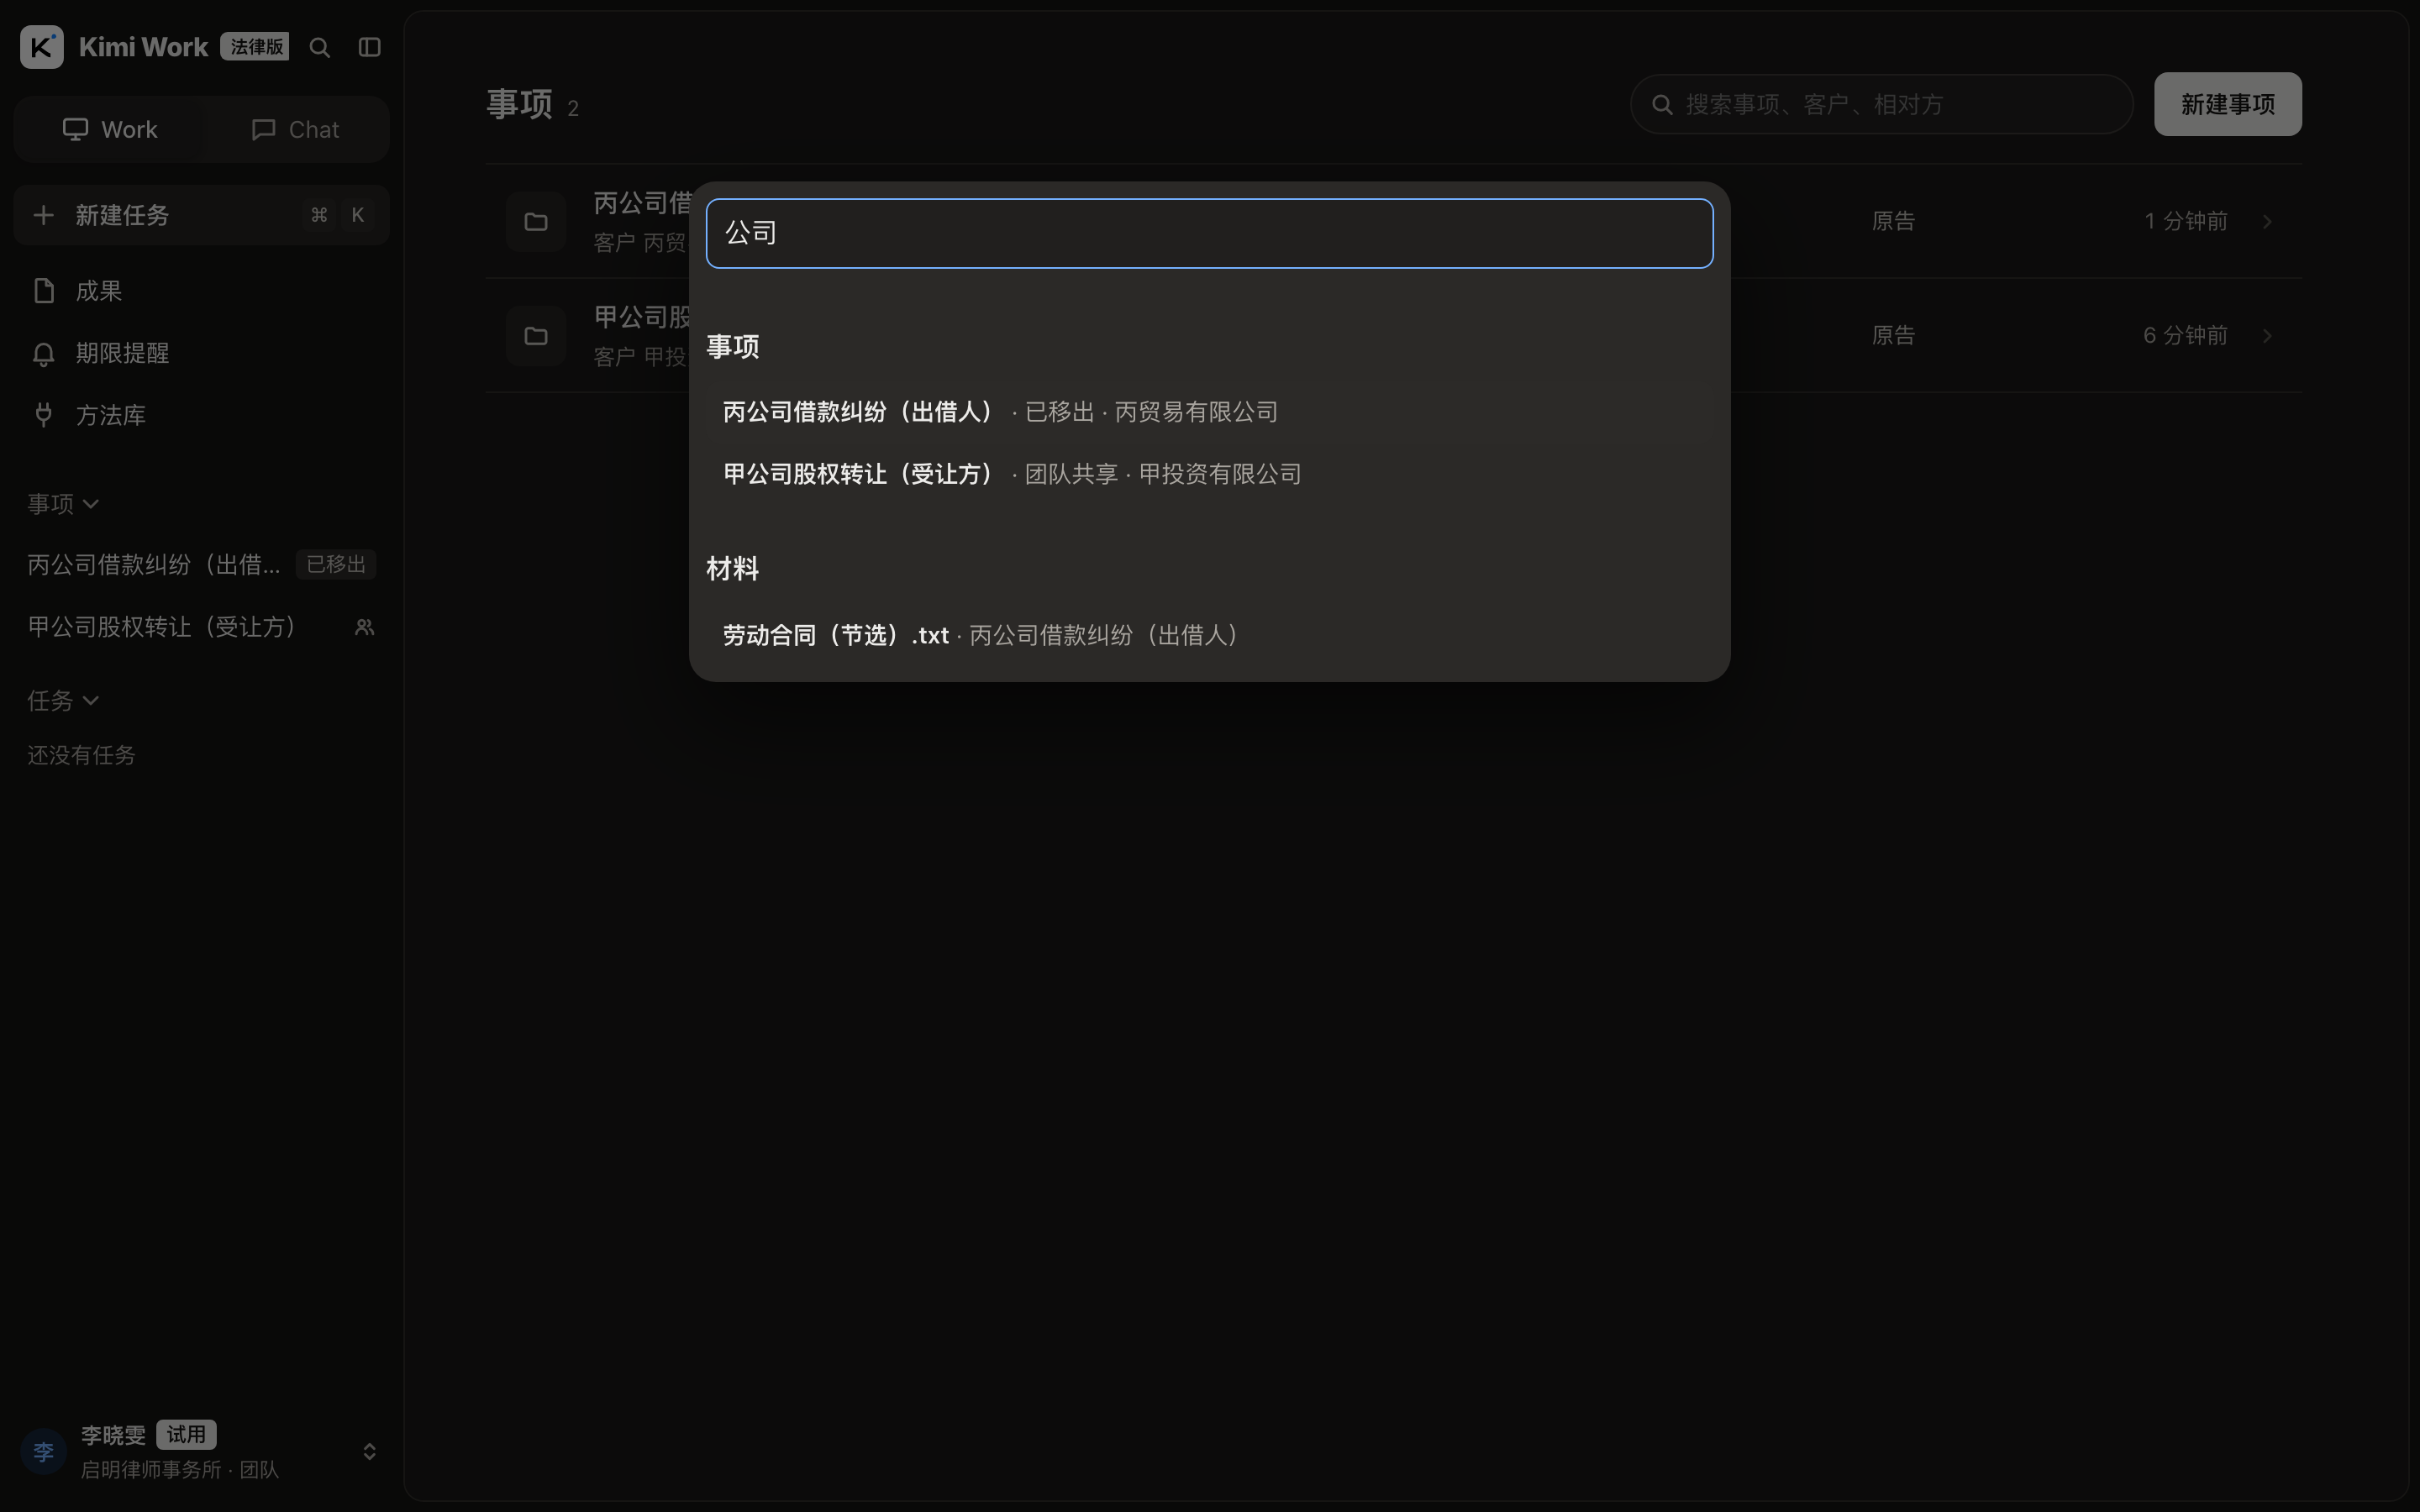 Kimi Work 法律版
Work
Chat
新建任务 ⌘ K
成果
期限提醒
方法库
事项
丙公司借款纠纷（出借... 已移出
甲公司股权转让（受让方）
任务
还没有任务
李 李晓雯 试用
启明律师事务所 · 团队
事项 2
搜索事项、客户、相对方
新建事项
丙公司借
客户 丙贸
原告
1 分钟前
甲公司股
客户 甲投
原告
6 分钟前
公司
事项
丙公司借款纠纷（出借人） · 已移出 · 丙贸易有限公司
甲公司股权转让（受让方） · 团队共享 · 甲投资有限公司
材料
劳动合同（节选）.txt · 丙公司借款纠纷（出借人）